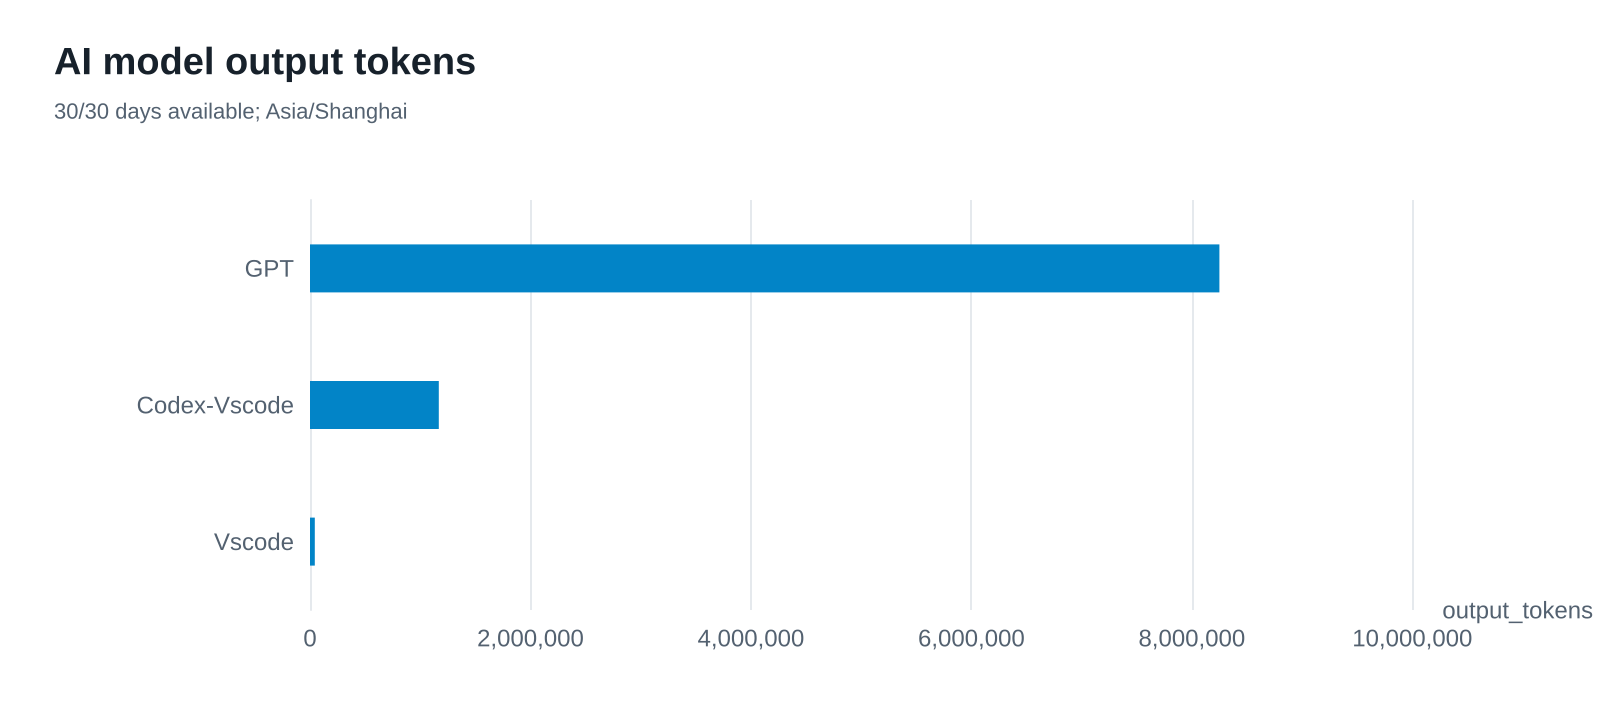 AI model output tokens
30/30 days available; Asia/Shanghai
GPT
Codex-Vscode
Vscode
output_tokens
0 2,000,000 4,000,000 6,000,000 8,000,000 10,000,000